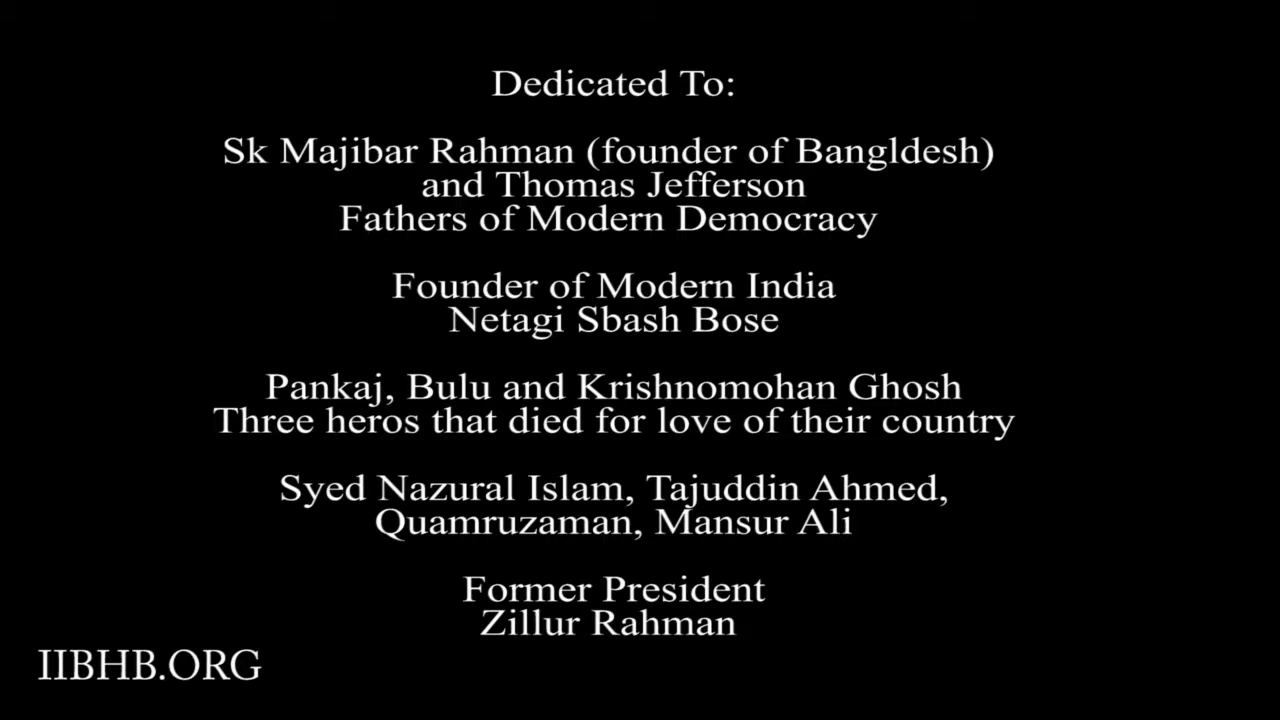 Dedicated To:
Sk Majibar Rahman (founder of Bangldesh)
and Thomas Jefferson
Fathers of Modern Democracy
Founder of Modern India
Netagi Sbash Bose
Pankaj, Bulu and Krishnomohan Ghosh
Three heros that died for love of their country
Syed Nazural Islam, Tajuddin Ahmed,
Quamruzaman, Mansur Ali
Former President
Zillur Rahman
IIBHB.ORG